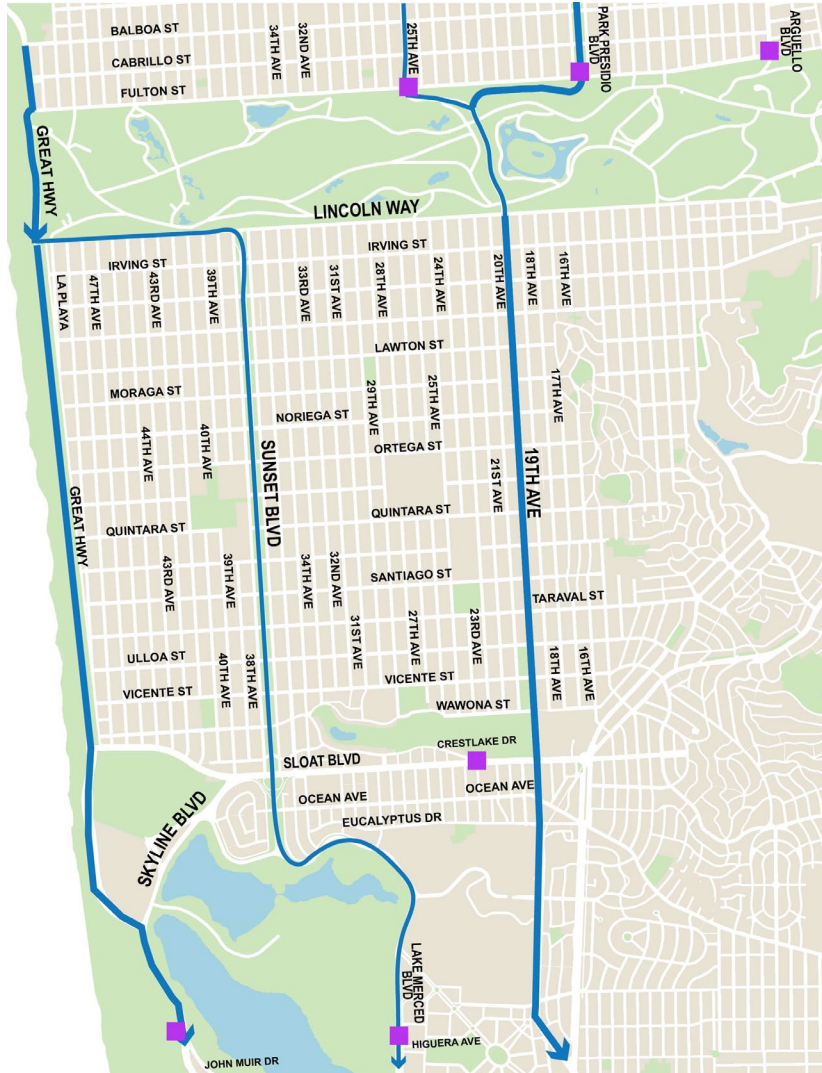 BALBOA ST
CABRILLO ST
FULTON ST
34TH AVE
32ND AVE
25TH AVE
PARK PRESIDIO
BLVD
ARGUELLO
BLVD
GREAT HWY
LINCOLN WAY
IRVING ST
IRVING ST
LA PLAYA
47TH AVE
43RD AVE
39TH AVE
33RD AVE
31ST AVE
28TH AVE
24TH AVE
20TH AVE
18TH AVE
16TH AVE
LAWTON ST
MORAGA ST
NORIEGA ST
29TH AVE
25TH AVE
17TH AVE
44TH AVE
40TH AVE
SUNSET BLVD
ORTEGA ST
21ST AVE
19TH AVE
GREAT HWY
QUINTARA ST
QUINTARA ST
43RD AVE
39TH AVE
34TH AVE
32ND AVE
SANTIAGO ST
TARAVAL ST
31ST AVE
27TH AVE
23RD AVE
ULLOA ST
VICENTE ST
40TH AVE
38TH AVE
VICENTE ST
18TH AVE
16TH AVE
WAWONA ST
CRESTLAKE DR
SLOAT BLVD
OCEAN AVE
OCEAN AVE
EUCALYPTUS DR
SKYLINE BLVD
LAKE MERCED
BLVD
HIGUERA AVE
JOHN MUIR DR